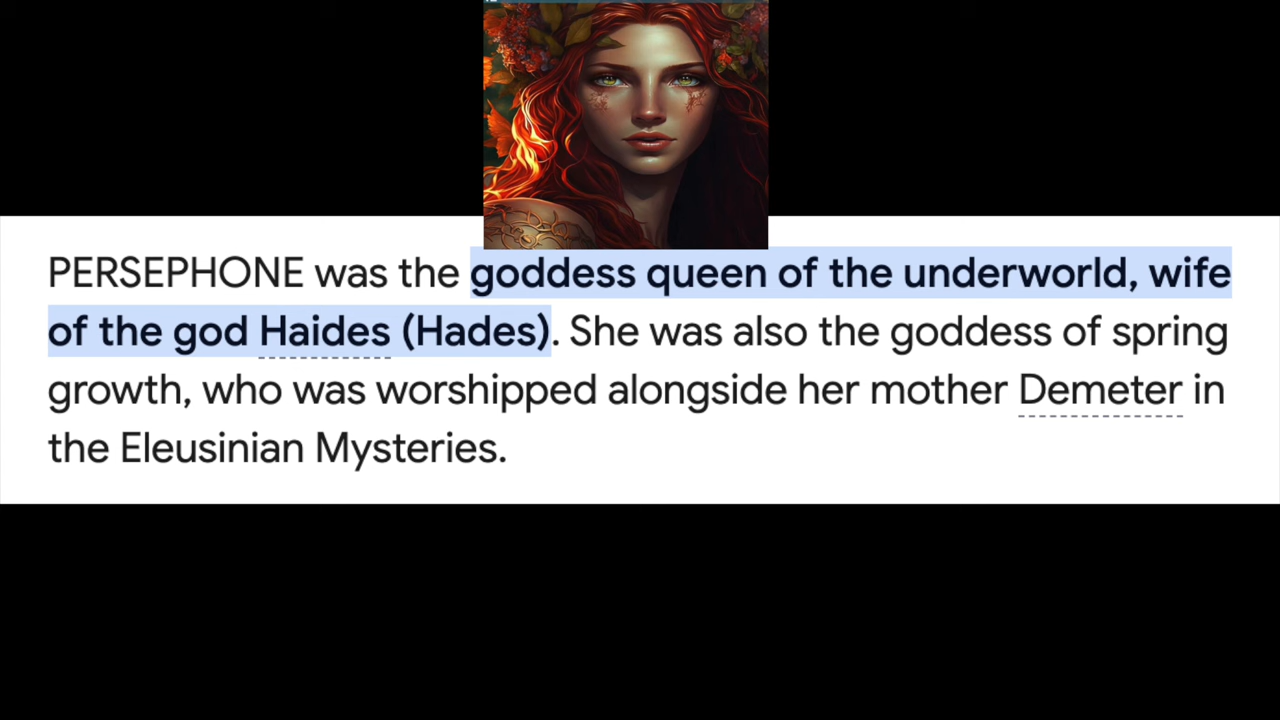 PERSEPHONE was the goddess queen of the underworld, wife
of the god Haides (Hades). She was also the goddess of spring
growth, who was worshipped alongside her mother Demeter in
the Eleusinian Mysteries.